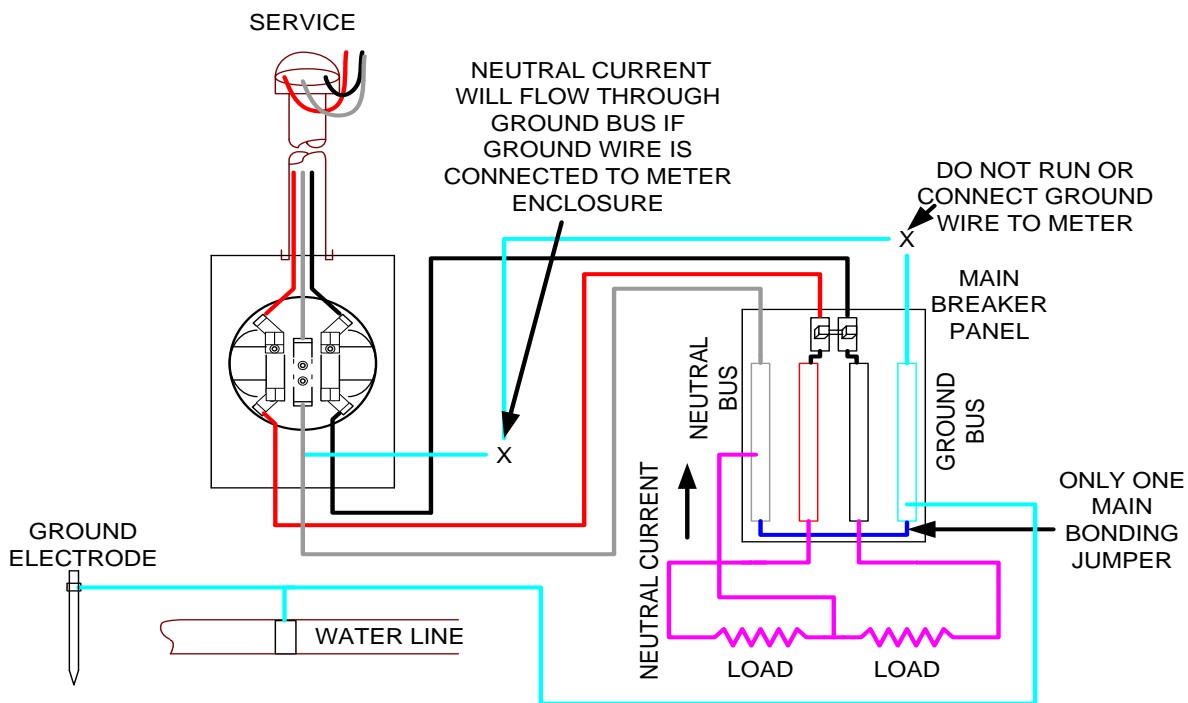 SERVICE
NEUTRAL CURRENT
WILL FLOW THROUGH
GROUND BUS IF
GROUND WIRE IS
CONNECTED TO METER
ENCLOSURE
DO NOT RUN OR
CONNECT GROUND
WIRE TO METER
X
MAIN
BREAKER
PANEL
NEUTRAL
BUS
GROUND
BUS
X
NEUTRAL CURRENT
ONLY ONE
MAIN
BONDING
JUMPER
GROUND
ELECTRODE
WATER LINE
LOAD
LOAD